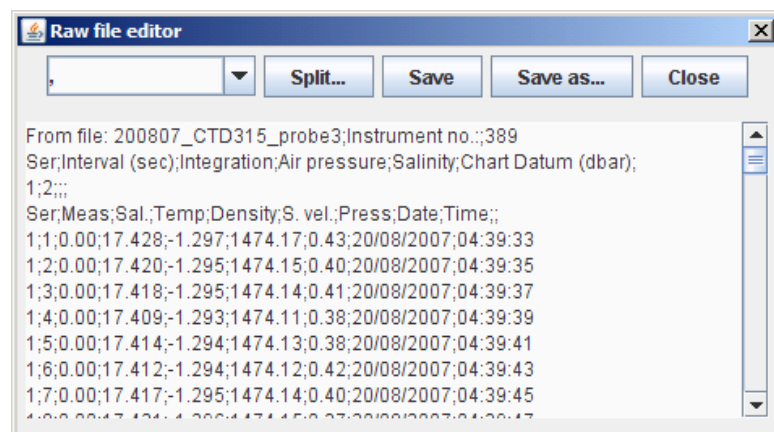 Raw file editor
, Split... Save Save as... Close
From file: 200807_CTD315_probe3;Instrument no.:;389
Ser;Interval (sec);Integration;Air pressure;Salinity;Chart Datum (dbar);
1;2;;;
Ser;Meas;Sal.;Temp;Density;S. vel.;Press;Date;Time;;
1;1;0.00;17.428;-1.297;1474.17;0.43;20/08/2007;04:39:33
1;2;0.00;17.420;-1.295;1474.15;0.40;20/08/2007;04:39:35
1;3;0.00;17.418;-1.295;1474.14;0.41;20/08/2007;04:39:37
1;4;0.00;17.409;-1.293;1474.11;0.38;20/08/2007;04:39:39
1;5;0.00;17.414;-1.294;1474.13;0.38;20/08/2007;04:39:41
1;6;0.00;17.412;-1.294;1474.12;0.42;20/08/2007;04:39:43
1;7;0.00;17.417;-1.295;1474.14;0.40;20/08/2007;04:39:45